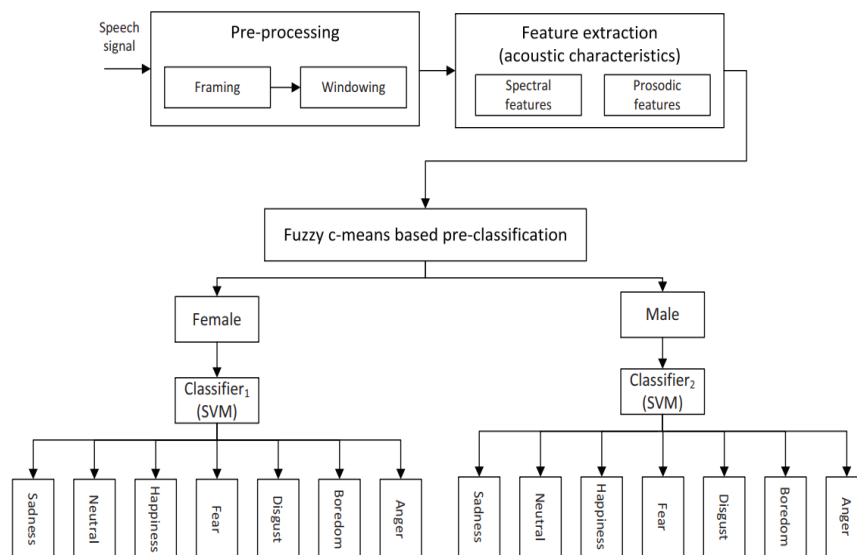 Speech
signal
Pre-processing
Framing
Windowing
Feature extraction
(acoustic characteristics)
Spectral
features
Prosodic
features
Fuzzy c-means based pre-classification
Female
Male
Classifier₁
(SVM)
Classifier₂
(SVM)
Sadness
Neutral
Happiness
Fear
Disgust
Boredom
Anger
Sadness
Neutral
Happiness
Fear
Disgust
Boredom
Anger